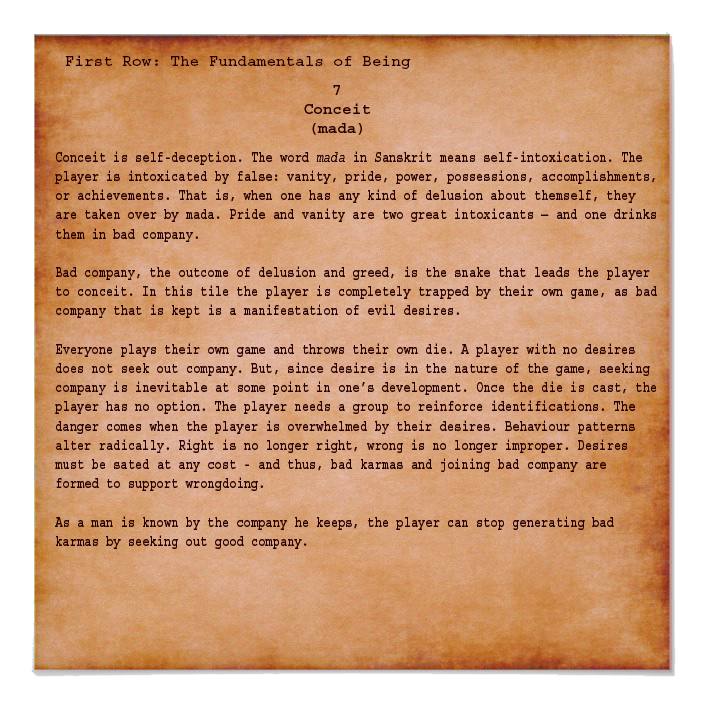 First Row: The Fundamentals of Being
7
Conceit
(mada)
Conceit is self-deception. The word mada in Sanskrit means self-intoxication. The
player is intoxicated by false: vanity, pride, power, possessions, accomplishments,
or achievements. That is, when one has any kind of delusion about themself, they
are taken over by mada. Pride and vanity are two great intoxicants – and one drinks
them in bad company.
Bad company, the outcome of delusion and greed, is the snake that leads the player
to conceit. In this tile the player is completely trapped by their own game, as bad
company that is kept is a manifestation of evil desires.
Everyone plays their own game and throws their own die. A player with no desires
does not seek out company. But, since desire is in the nature of the game, seeking
company is inevitable at some point in one’s development. Once the die is cast, the
player has no option. The player needs a group to reinforce identifications. The
danger comes when the player is overwhelmed by their desires. Behaviour patterns
alter radically. Right is no longer right, wrong is no longer improper. Desires
must be sated at any cost - and thus, bad karmas and joining bad company are
formed to support wrongdoing.
As a man is known by the company he keeps, the player can stop generating bad
karmas by seeking out good company.